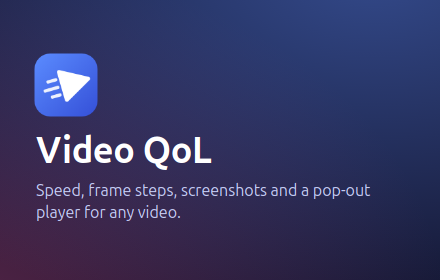 Video QoL
Speed, frame steps, screenshots and a pop-out
player for any video.